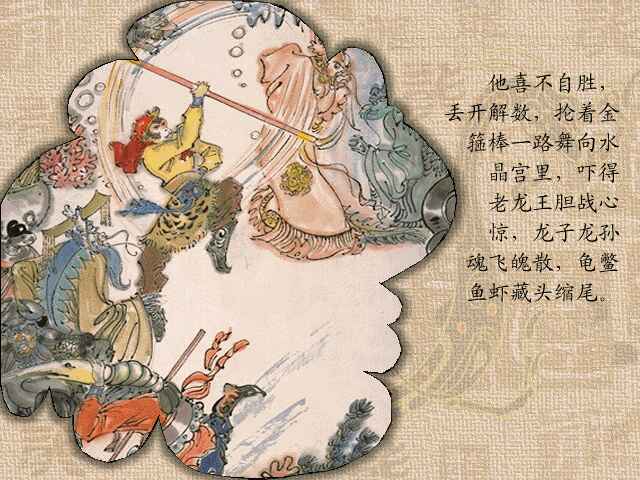 他喜不自胜，
丢开解数，抡着金
箍棒一路舞向水
晶宫里，吓得
老龙王胆战心
惊，龙子龙孙
魂飞魄散，龟鳖
鱼虾藏头缩尾。